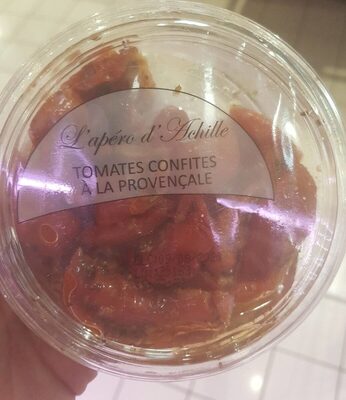 L'apéro d'Achille
TOMATES CONFITES
À LA PROVENÇALE